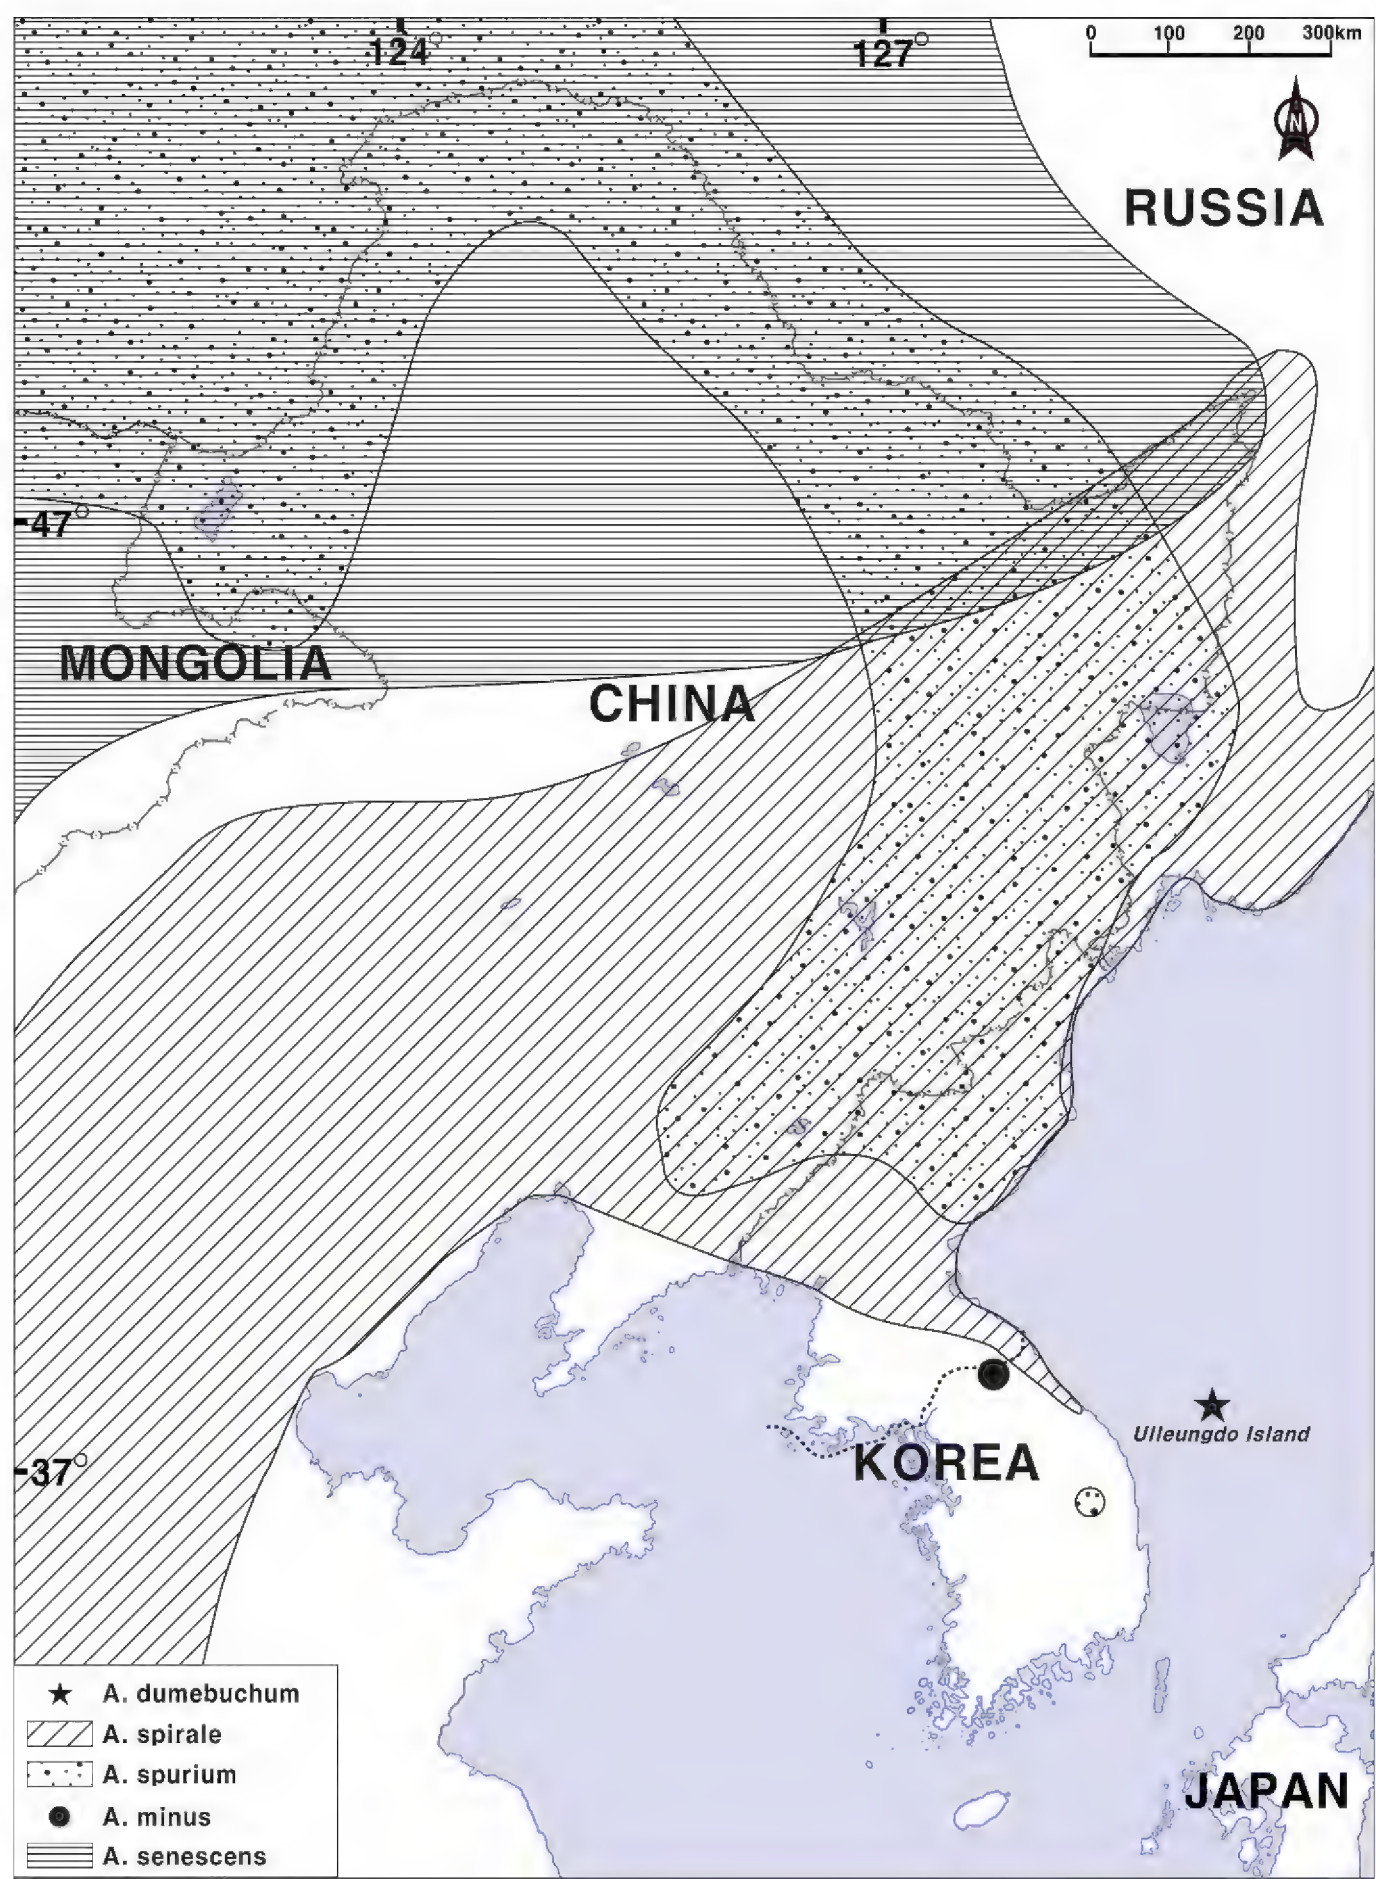 124°
127°
0 100 200 300km
N
RUSSIA
47°
MONGOLIA
CHINA
Ulleungdo Island
KOREA
37°
A. dumebuchum
A. spirale
A. spurium
A. minus
A. senescens
JAPAN